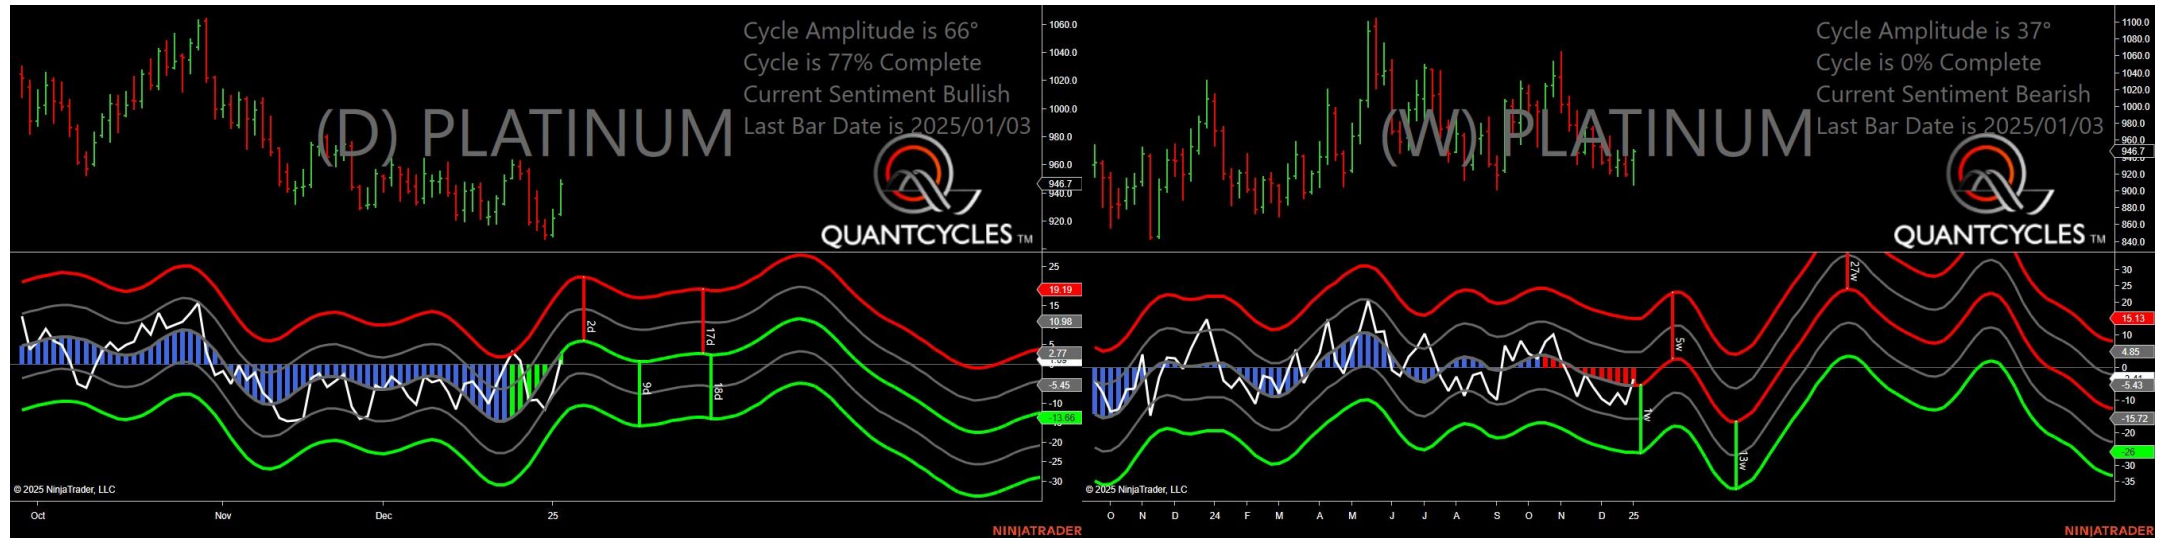 Cycle Amplitude is 66°
Cycle is 77% Complete
Current Sentiment Bullish
Last Bar Date is 2025/01/03
(D) PLATINUM
QUANTCYCLES TM
1060.0
1040.0
1020.0
1000.0
980.0
960.0
946.7
940.0
920.0
25
19.19
15
10.98
5
2.77
-5.45
-10
-13.66
-20
-25
-30
2d
17d
9d
18d
© 2025 NinjaTrader, LLC
Oct Nov Dec 25
NINJATRADER
Cycle Amplitude is 37°
Cycle is 0% Complete
Current Sentiment Bearish
Last Bar Date is 2025/01/03
(W) PLATINUM
QUANTCYCLES TM
1100.0
1080.0
1060.0
1040.0
1020.0
1000.0
980.0
960.0
946.7
920.0
900.0
880.0
860.0
840.0
30
25
20
15.13
10
4.85
0
-5.43
-10
-15.72
-20
-26
-30
-35
27w
5w
1w
13w
© 2025 NinjaTrader, LLC
O N D 24 F M A M J J A S O N D 25
NINJATRADER